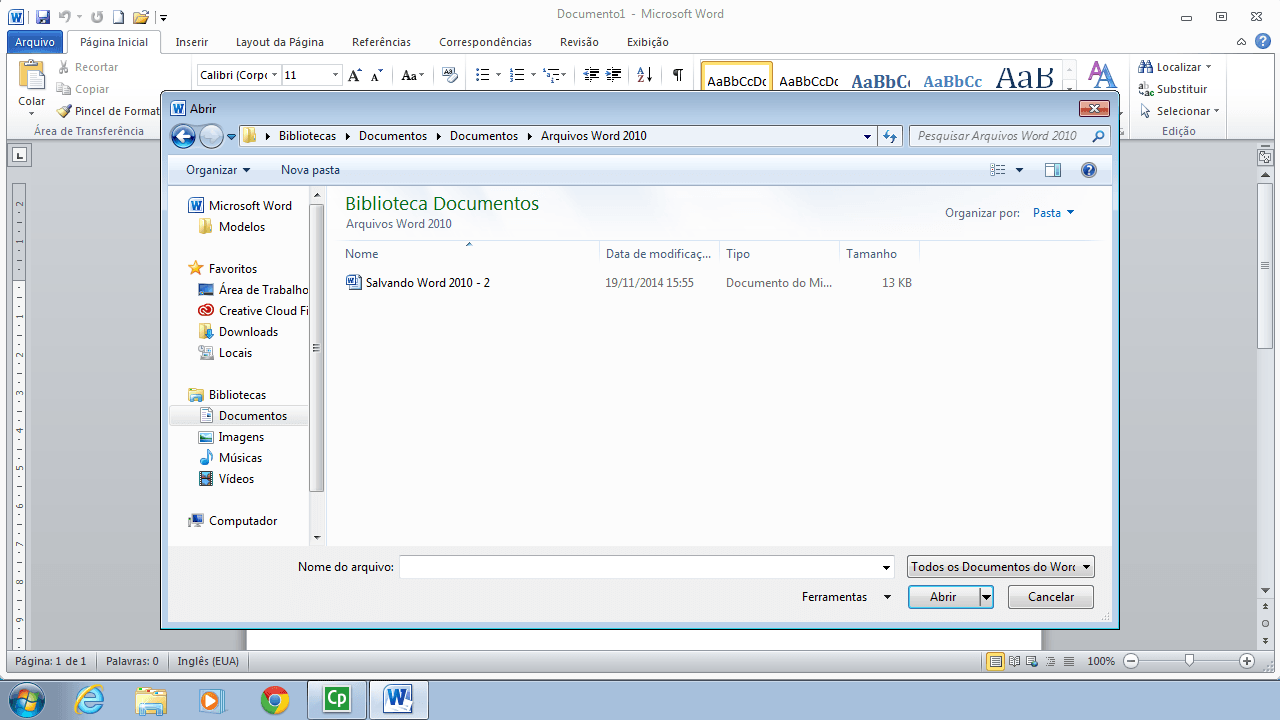 Documento1 - Microsoft Word
Arquivo Página Inicial Inserir Layout da Página Referências Correspondências Revisão Exibição
Colar
Recortar
Copiar
Pincel de Format
Área de Transferência
Calibri (Corpo 11
AaBbCcDc AaBbCcDc AaBbC AaBbCc AaB
Localizar
Substituir
Selecionar
Edição
Abrir
Bibliotecas Documentos Documentos Arquivos Word 2010
Pesquisar Arquivos Word 2010
Organizar Nova pasta
Microsoft Word
Modelos
Favoritos
Área de Trabalho
Creative Cloud Fi
Downloads
Locais
Bibliotecas
Documentos
Imagens
Músicas
Vídeos
Computador
Biblioteca Documentos
Arquivos Word 2010
Organizar por: Pasta
Nome Data de modificaç... Tipo Tamanho
Salvando Word 2010 - 2 19/11/2014 15:55 Documento do Mi... 13 KB
Nome do arquivo: Todos os Documentos do Word
Ferramentas Abrir Cancelar
Página: 1 de 1 Palavras: 0 Inglês (EUA) 100%
Cp